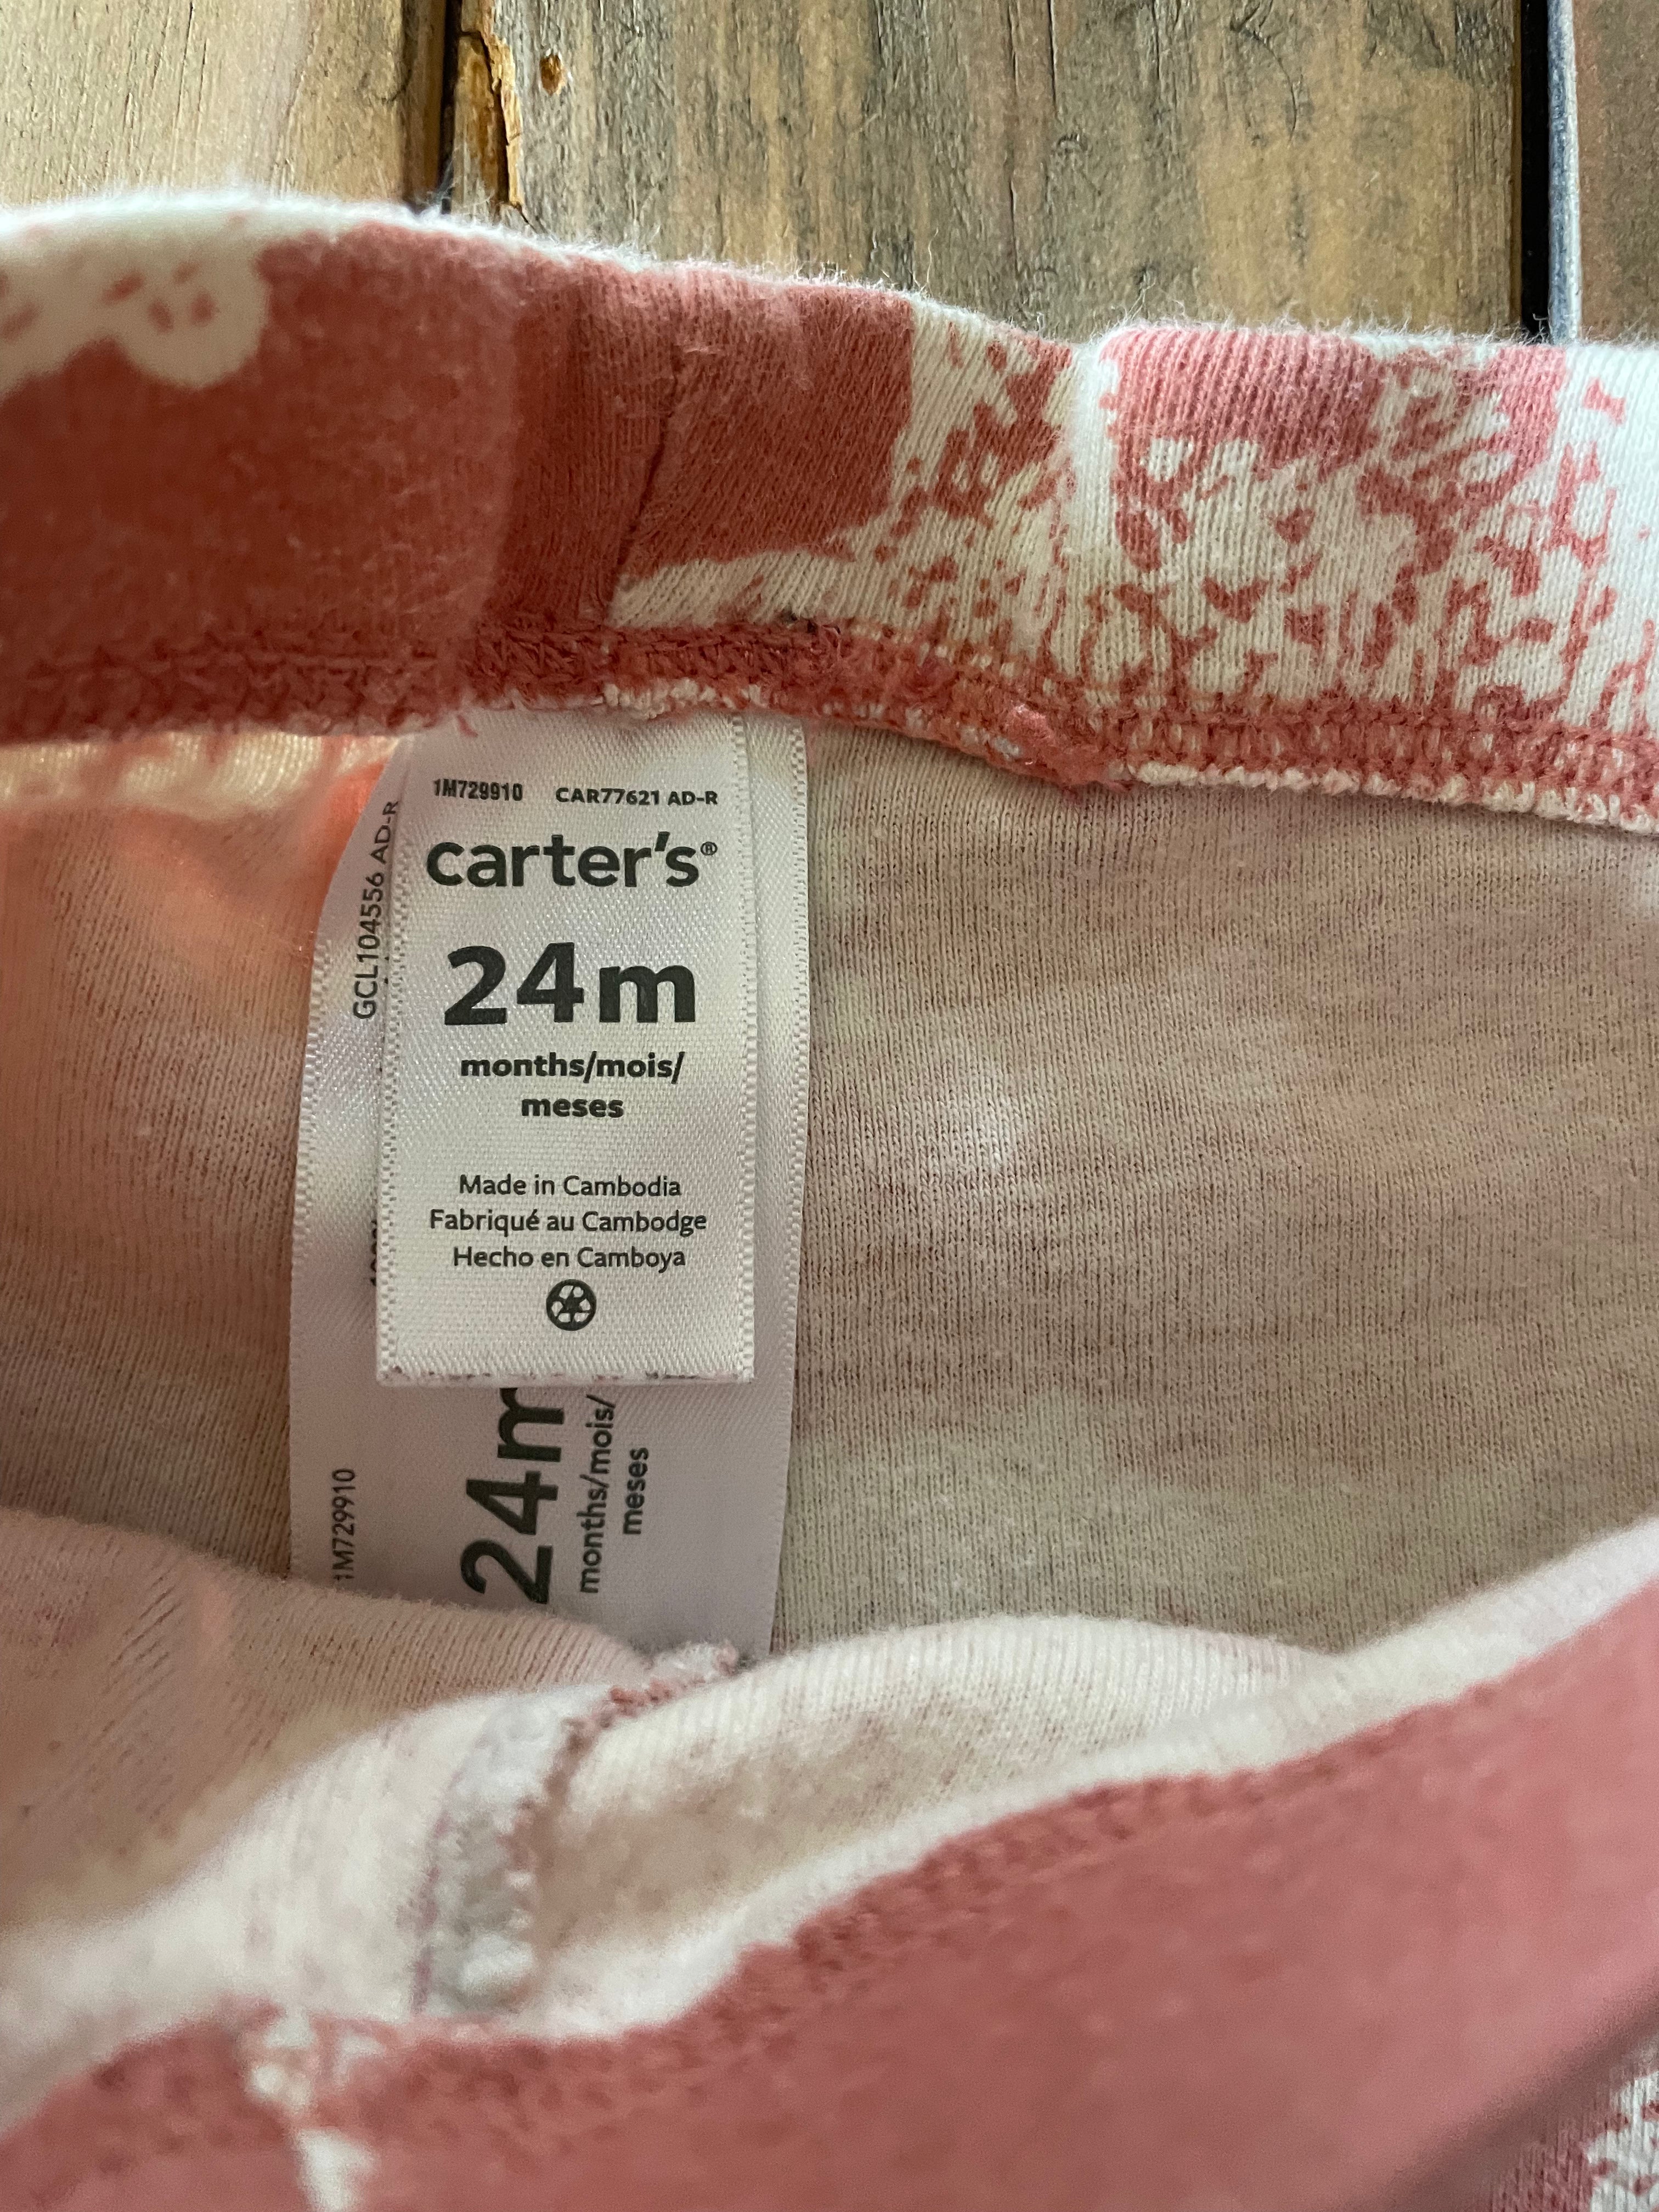 1M729910 CAR77621 AD-R
carter's®
24m
months/mois/
meses
Made in Cambodia
Fabriqué au Cambodge
Hecho en Camboya
GCL104556 AD-R
1M729910
24m
months/mois/
meses